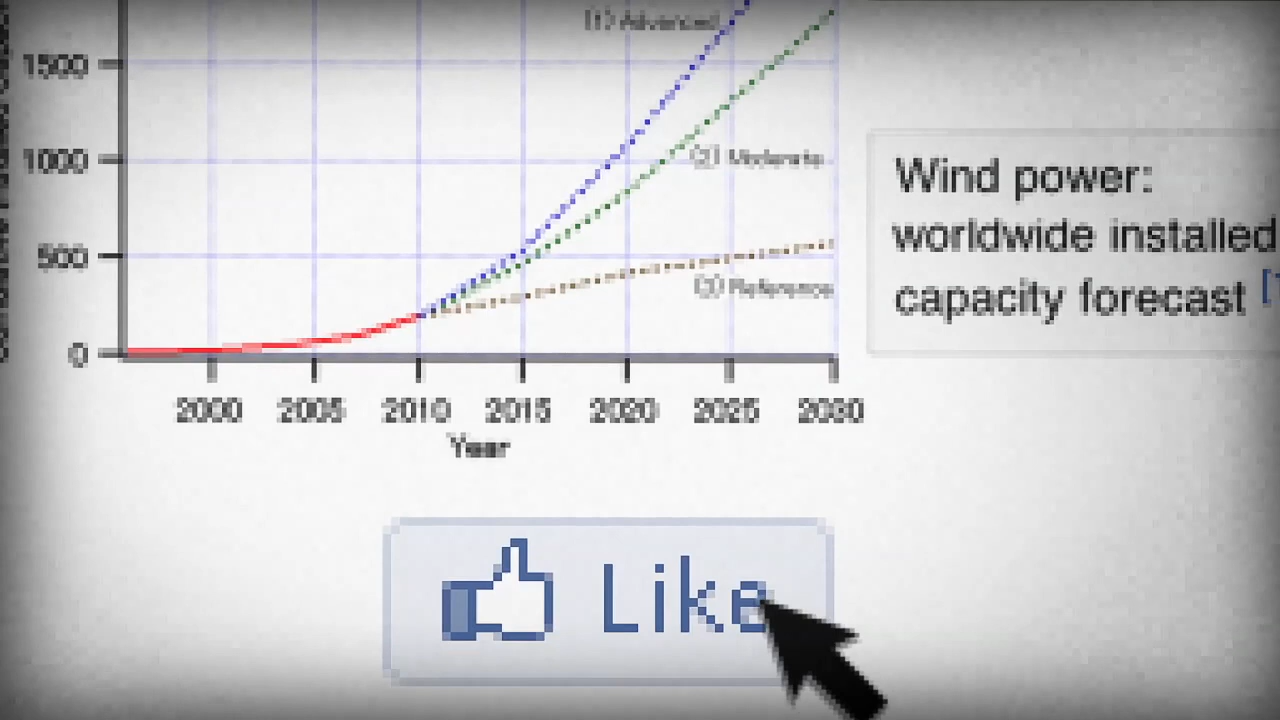 (1) Advanced
1500
1000
(2) Moderate
500
(3) Reference
0
2000 2005 2010 2015 2020 2025 2030
Year
Wind power:
worldwide installed
capacity forecast
Like